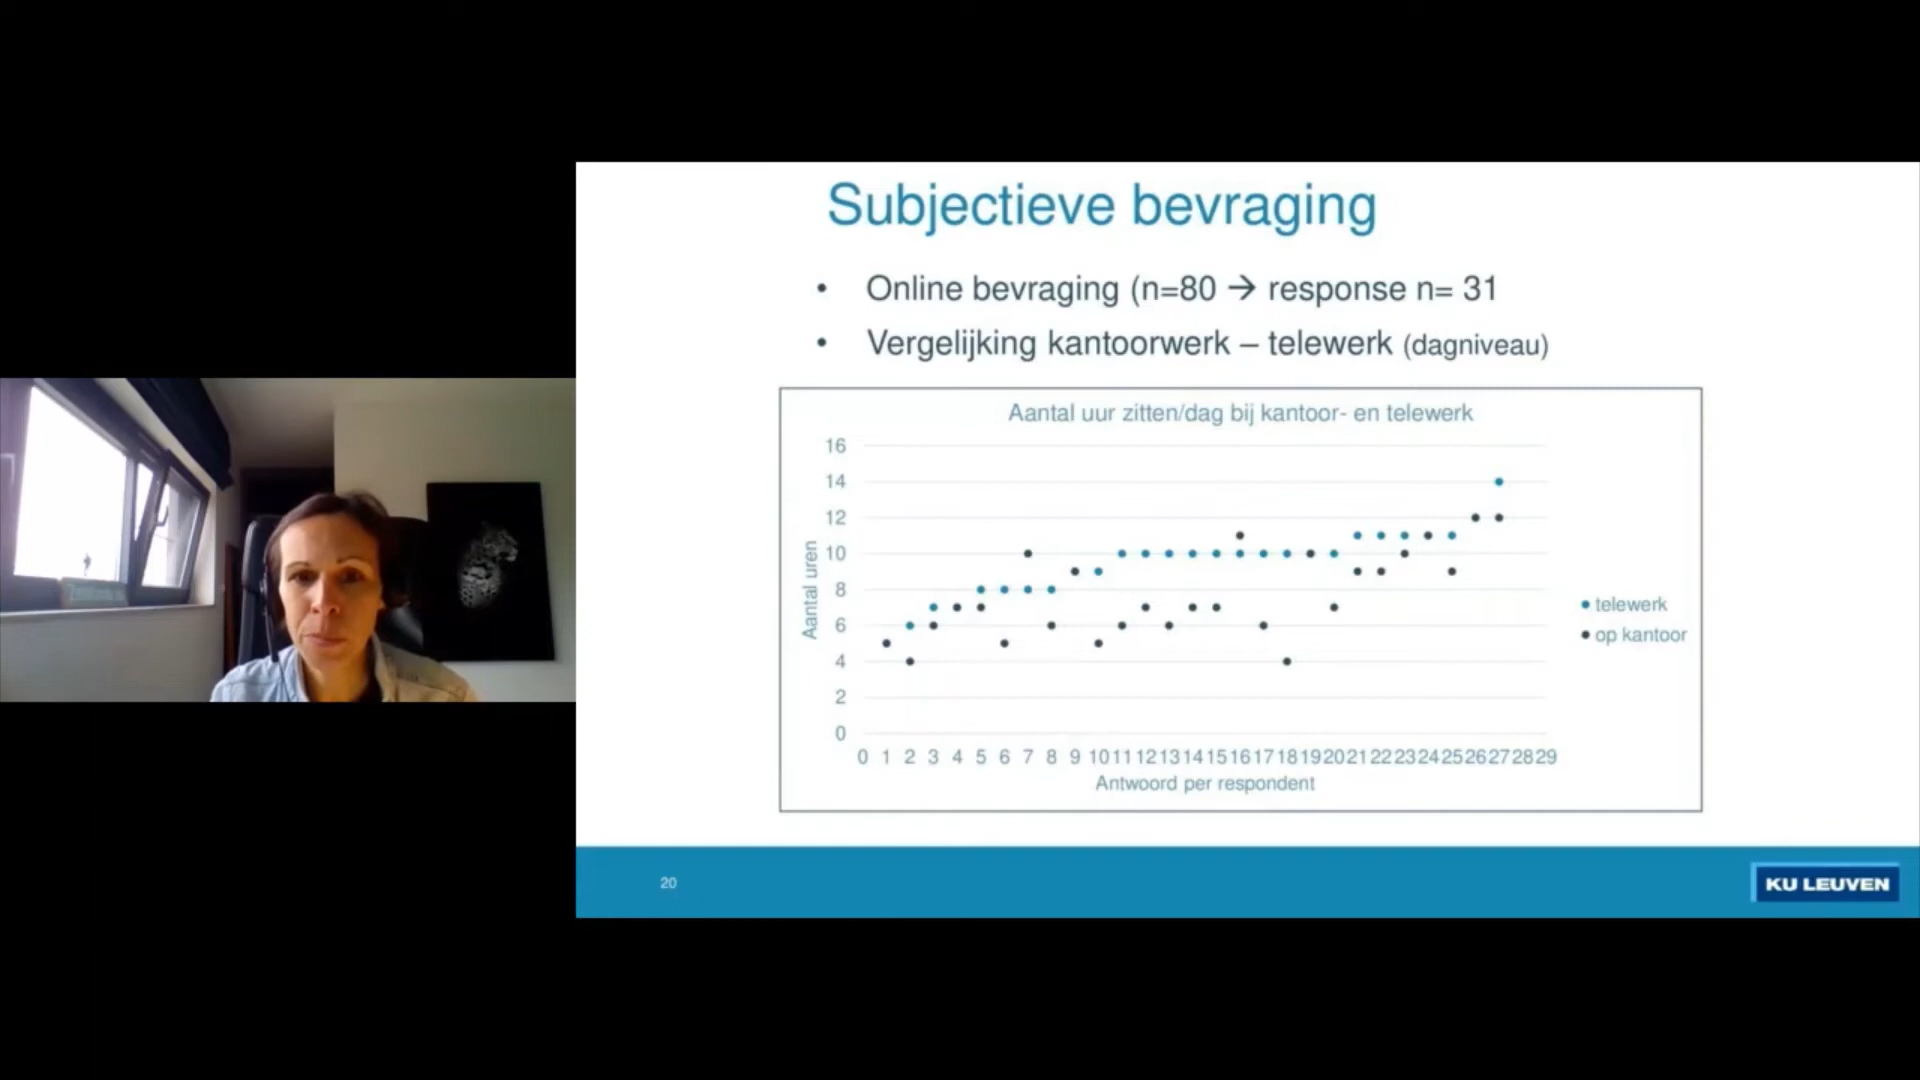 Subjectieve bevraging
• Online bevraging (n=80 → response n= 31
• Vergelijking kantoorwerk – telewerk (dagniveau)
Aantal uur zitten/dag bij kantoor- en telewerk
16
14
12
10
8
6
4
2
0
Aantal uren
0 1 2 3 4 5 6 7 8 9 10 11 12 13 14 15 16 17 18 19 20 21 22 23 24 25 26 27 28 29
Antwoord per respondent
telewerk
op kantoor
20
KU LEUVEN